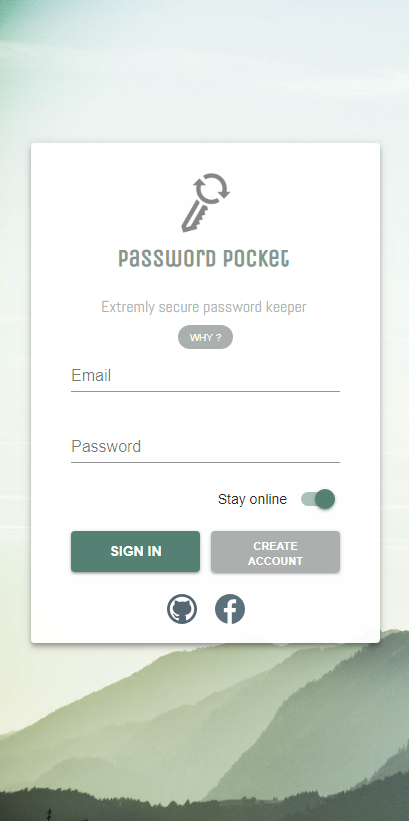 Password Pocket
Extremly secure password keeper
WHY ?
Email
Password
Stay online
SIGN IN
CREATE
ACCOUNT